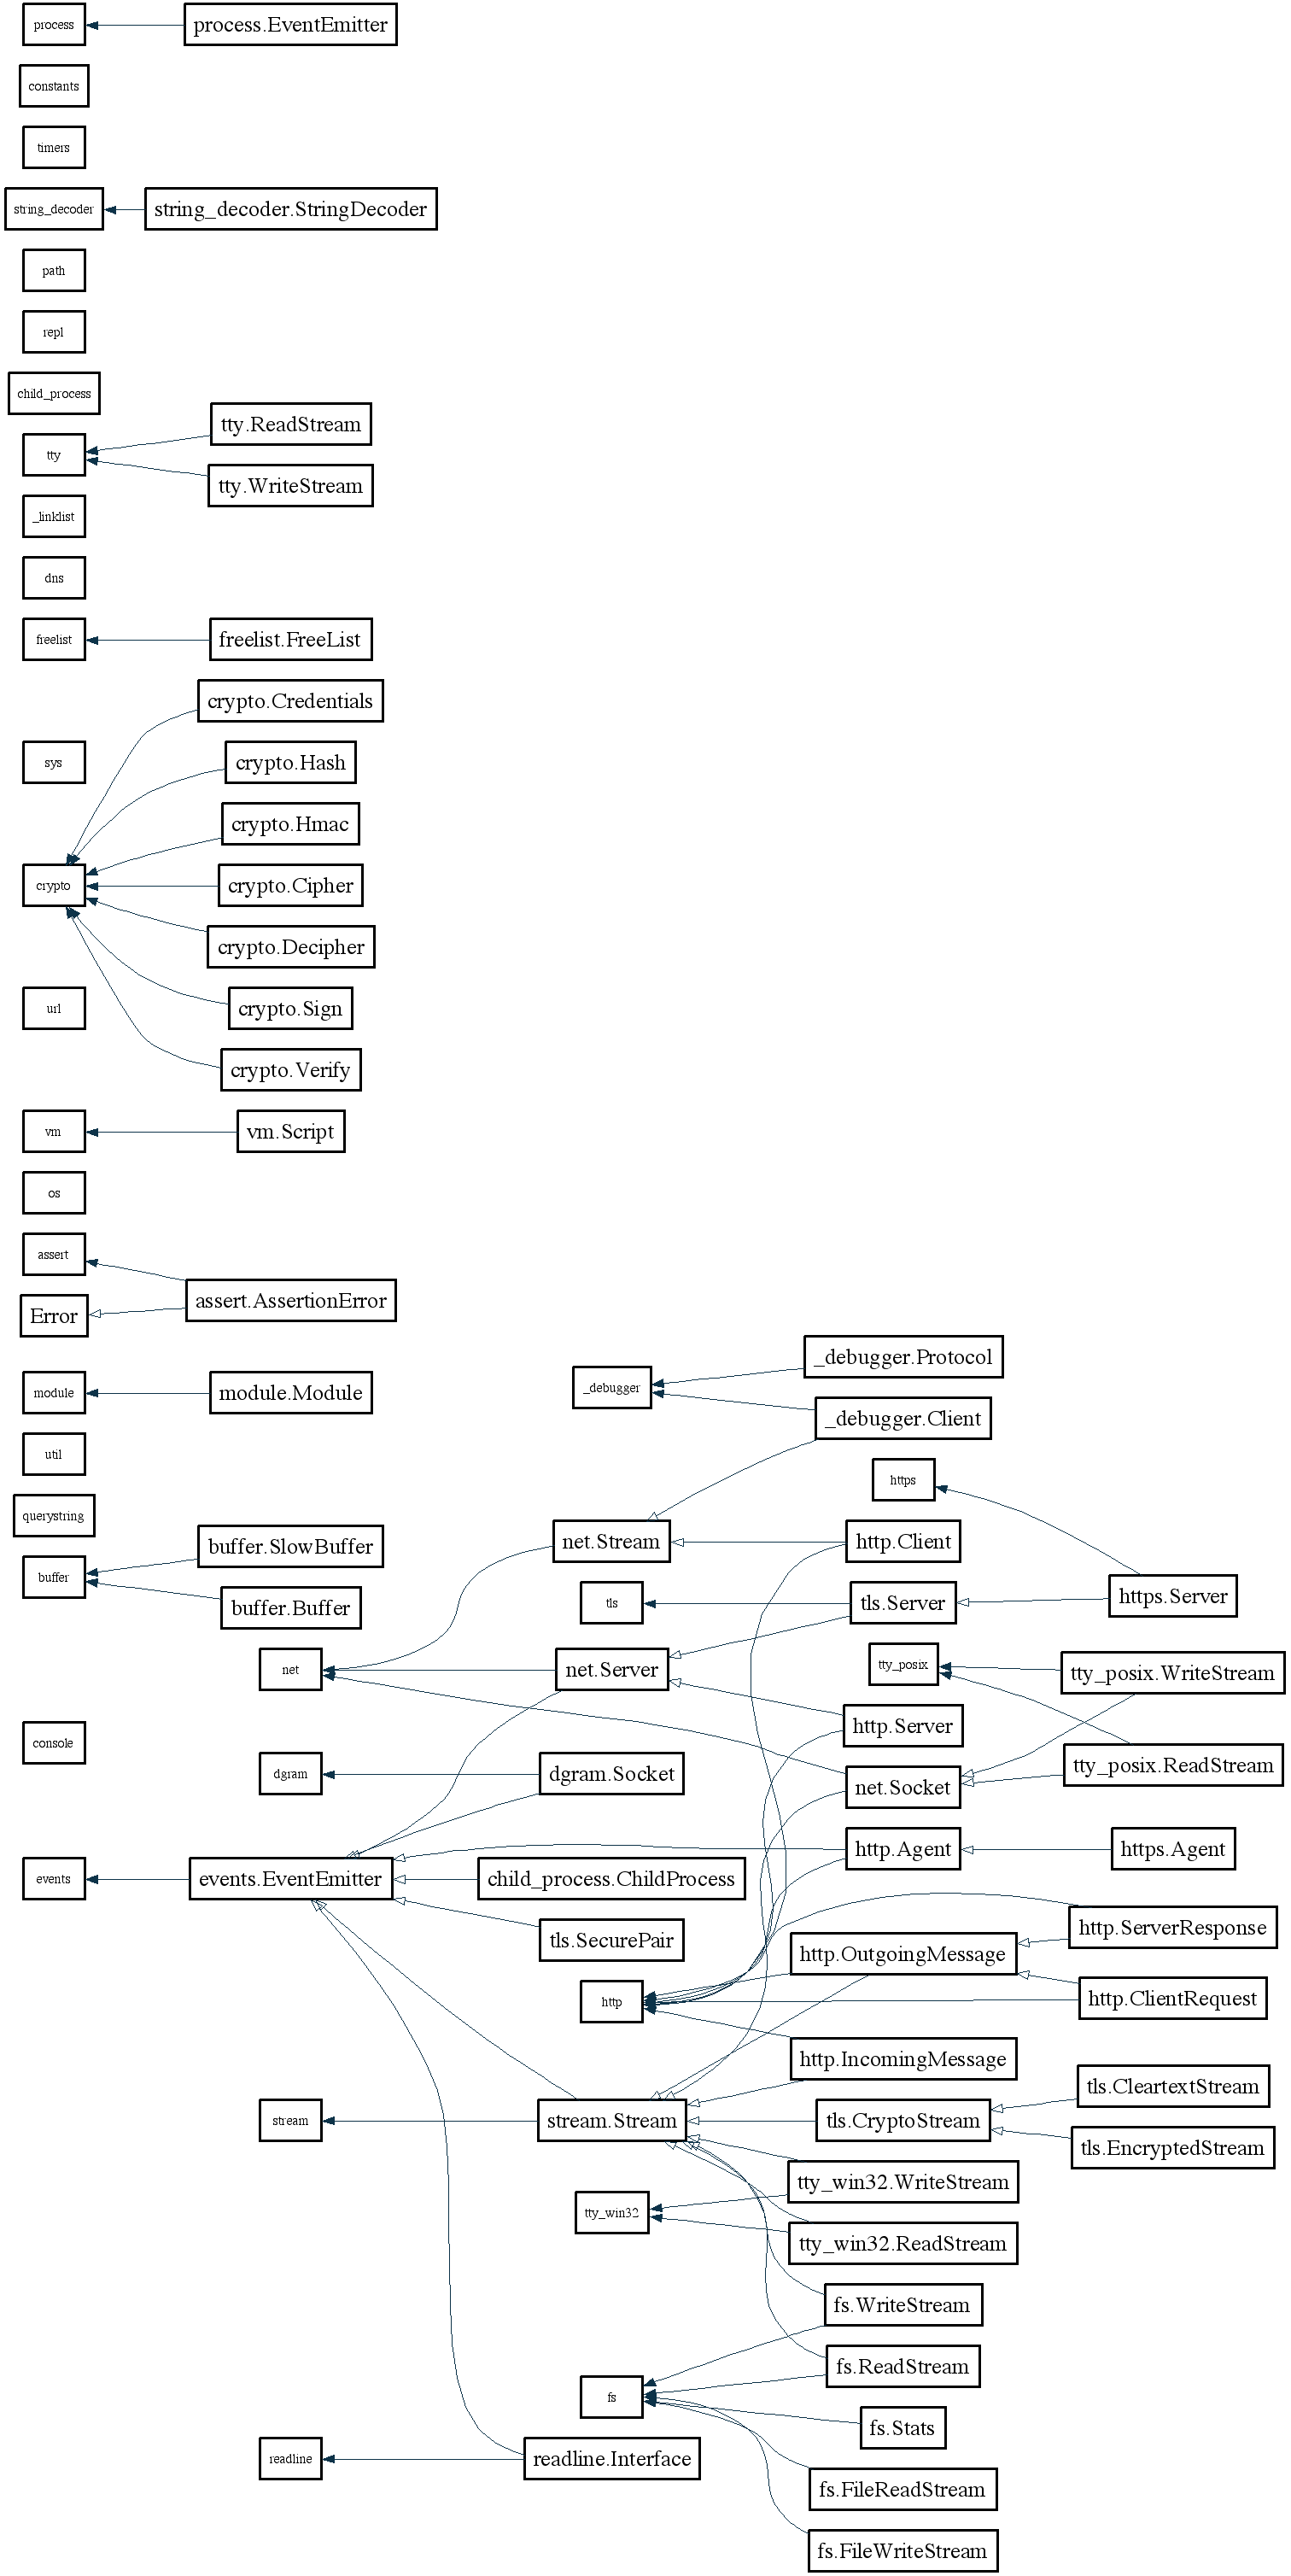 process
process.EventEmitter
constants
timers
string_decoder
string_decoder.StringDecoder
path
repl
child_process
tty.ReadStream
tty
tty.WriteStream
_linklist
dns
freelist
freelist.FreeList
crypto.Credentials
sys
crypto.Hash
crypto.Hmac
crypto
crypto.Cipher
crypto.Decipher
url
crypto.Sign
crypto.Verify
vm
vm.Script
os
assert
assert.AssertionError
Error
_debugger.Protocol
module
module.Module
_debugger
_debugger.Client
util
https
querystring
buffer.SlowBuffer
net.Stream
http.Client
buffer
buffer.Buffer
tls
tls.Server
https.Server
net
net.Server
tty_posix
tty_posix.WriteStream
console
http.Server
dgram
dgram.Socket
net.Socket
tty_posix.ReadStream
http.Agent
https.Agent
events
events.EventEmitter
child_process.ChildProcess
tls.SecurePair
http.ServerResponse
http.OutgoingMessage
http
http.ClientRequest
http.IncomingMessage
tls.CleartextStream
stream
stream.Stream
tls.CryptoStream
tls.EncryptedStream
tty_win32.WriteStream
tty_win32
tty_win32.ReadStream
fs.WriteStream
fs.ReadStream
fs
fs.Stats
readline
readline.Interface
fs.FileReadStream
fs.FileWriteStream